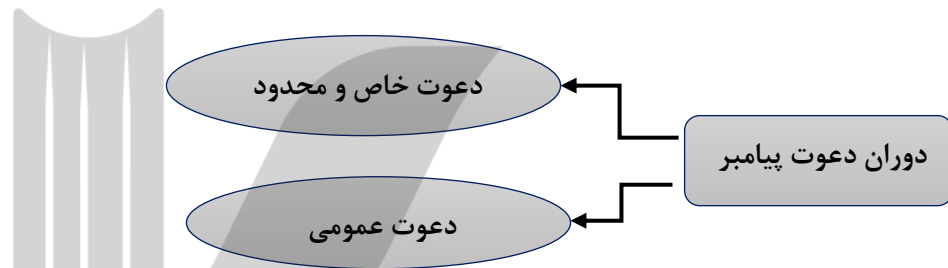 دوران دعوت پیامبر
دعوت خاص و محدود
دعوت عمومی